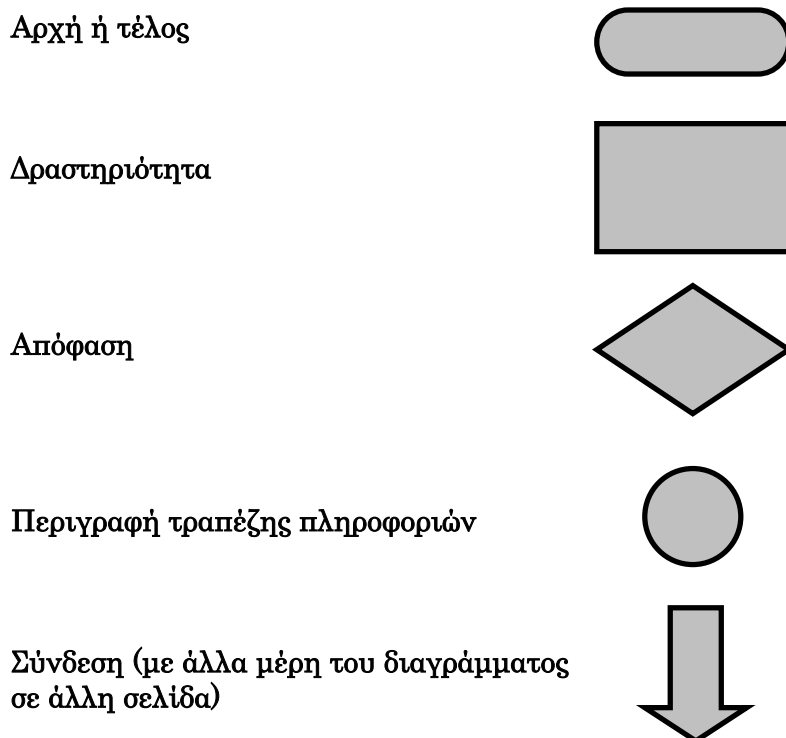 Αρχή ή τέλος
Δραστηριότητα
Απόφαση
Περιγραφή τραπέζης πληροφοριών
Σύνδεση (με άλλα μέρη του διαγράμματος
σε άλλη σελίδα)